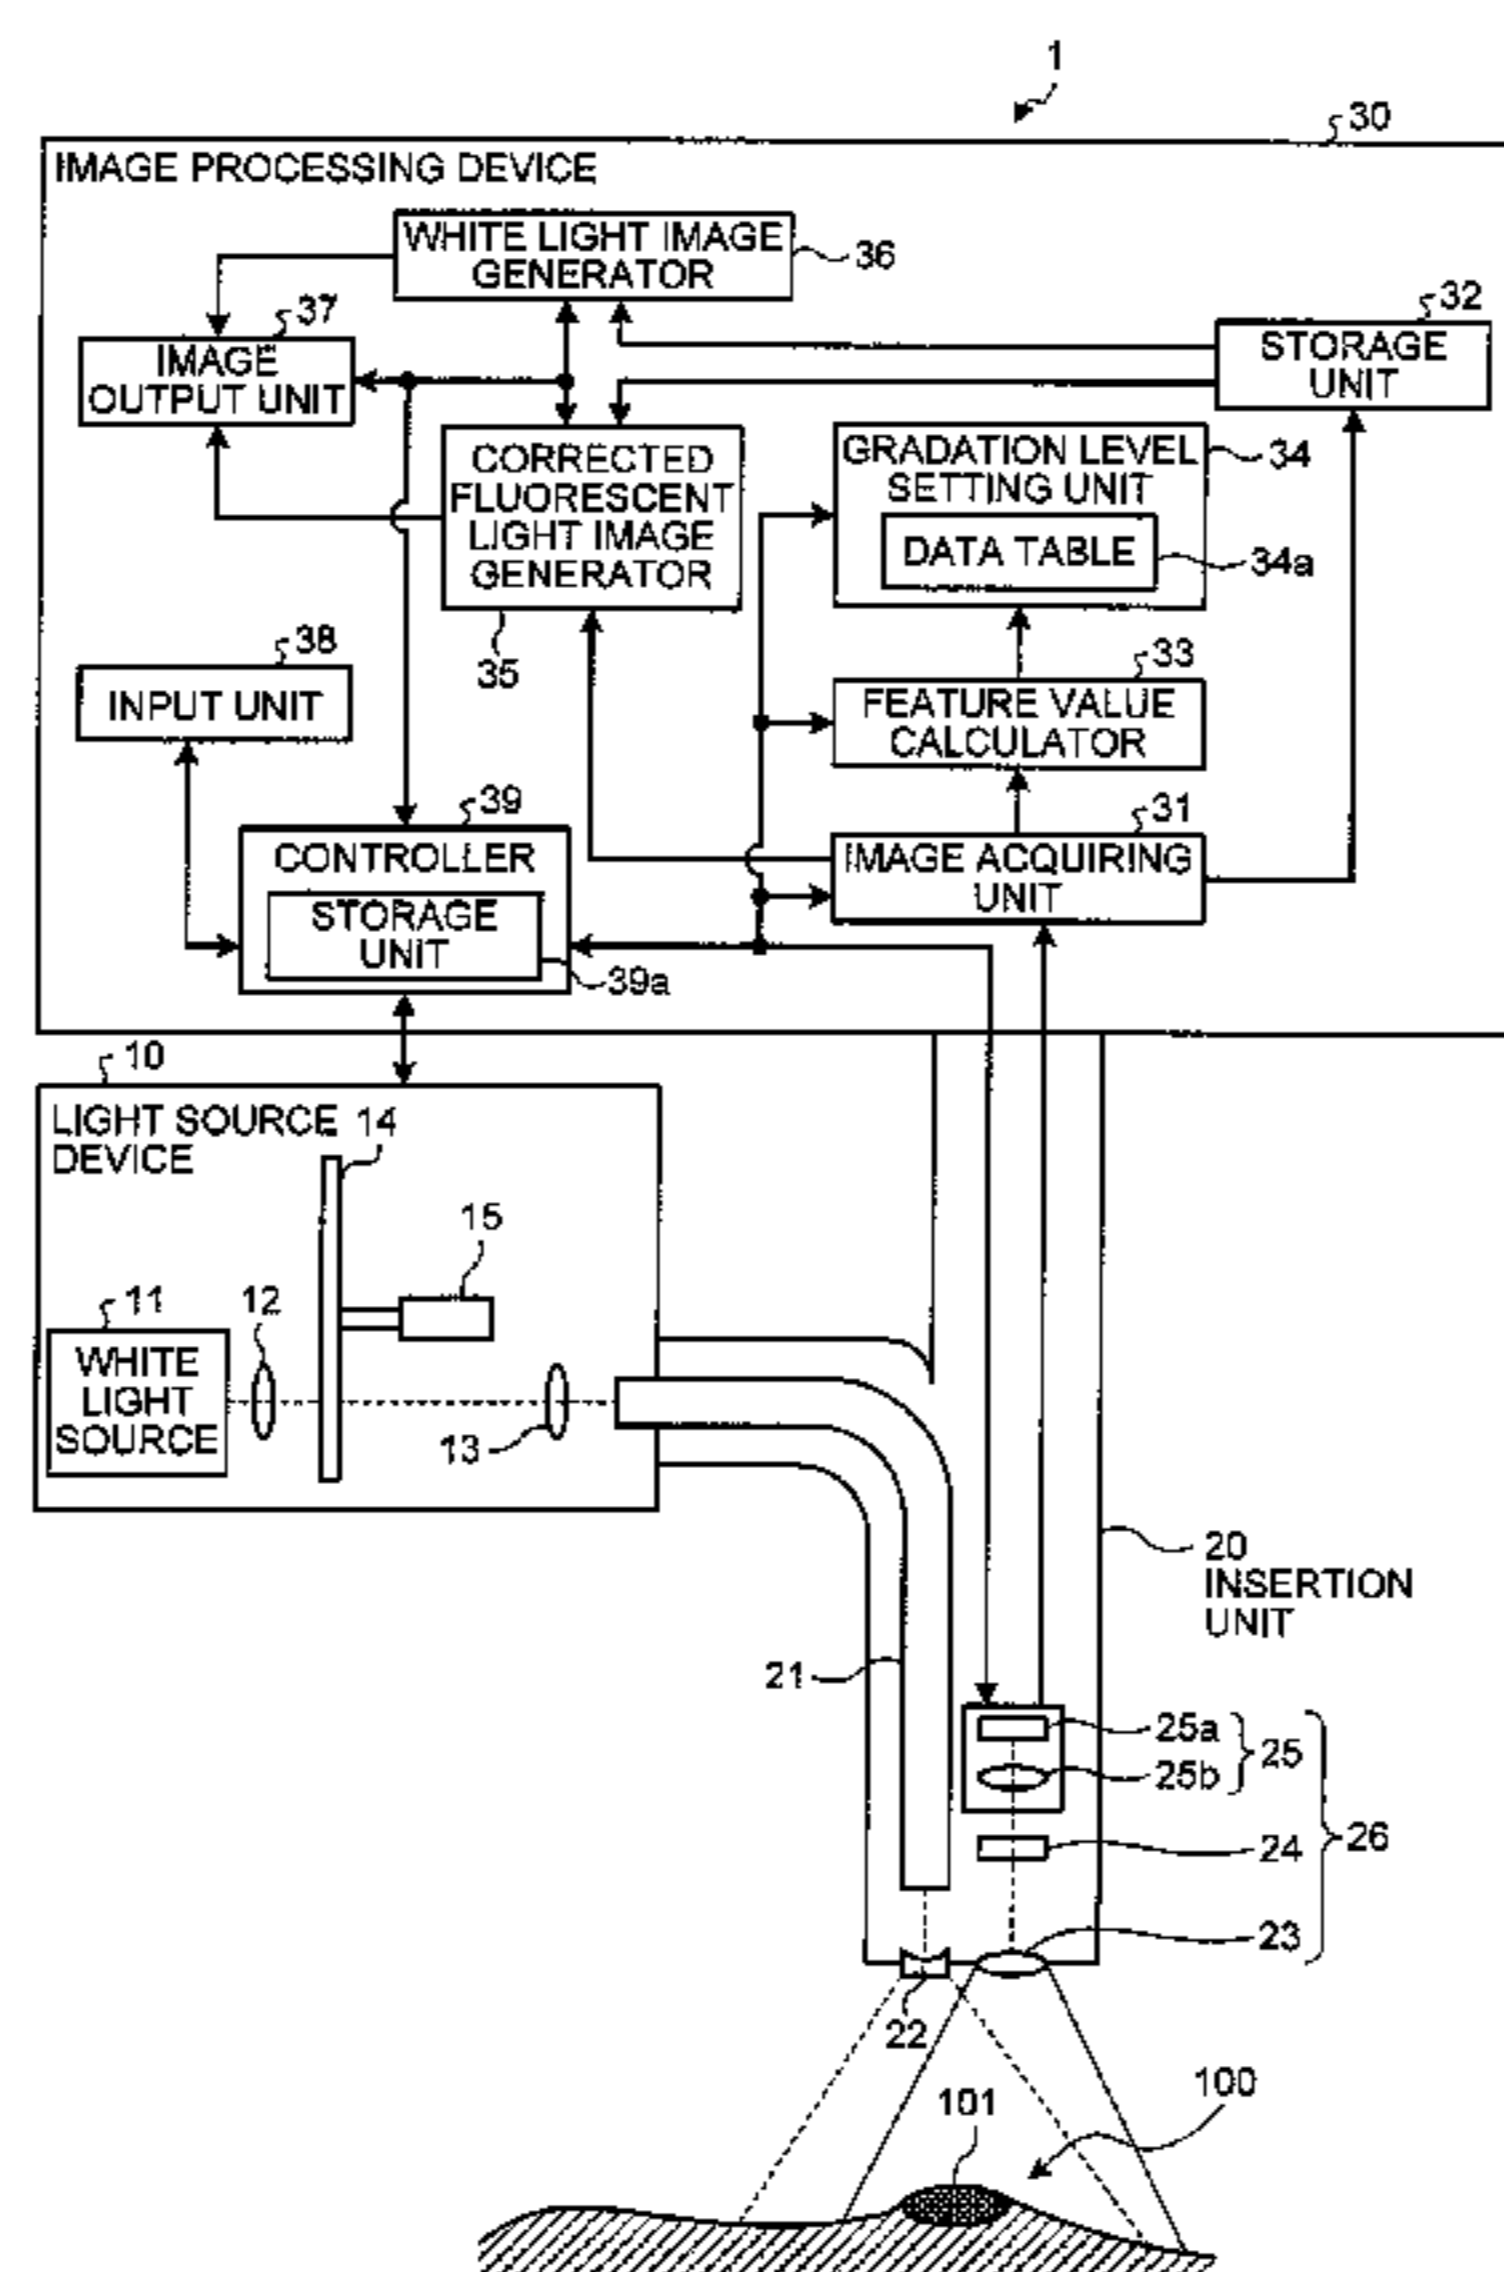 1
30
IMAGE PROCESSING DEVICE
WHITE LIGHT IMAGE
GENERATOR
36
37
IMAGE
OUTPUT UNIT
32
STORAGE
UNIT
CORRECTED
FLUORESCENT
LIGHT IMAGE
GENERATOR
35
GRADATION LEVEL
SETTING UNIT
34
DATA TABLE
34a
38
INPUT UNIT
33
FEATURE VALUE
CALCULATOR
39
CONTROLLER
STORAGE
UNIT
39a
31
IMAGE ACQUIRING
UNIT
10
LIGHT SOURCE
DEVICE
14
15
11
WHITE
LIGHT
SOURCE
12
13
20
INSERTION
UNIT
21
25a
25b
25
24
26
23
22
101
100